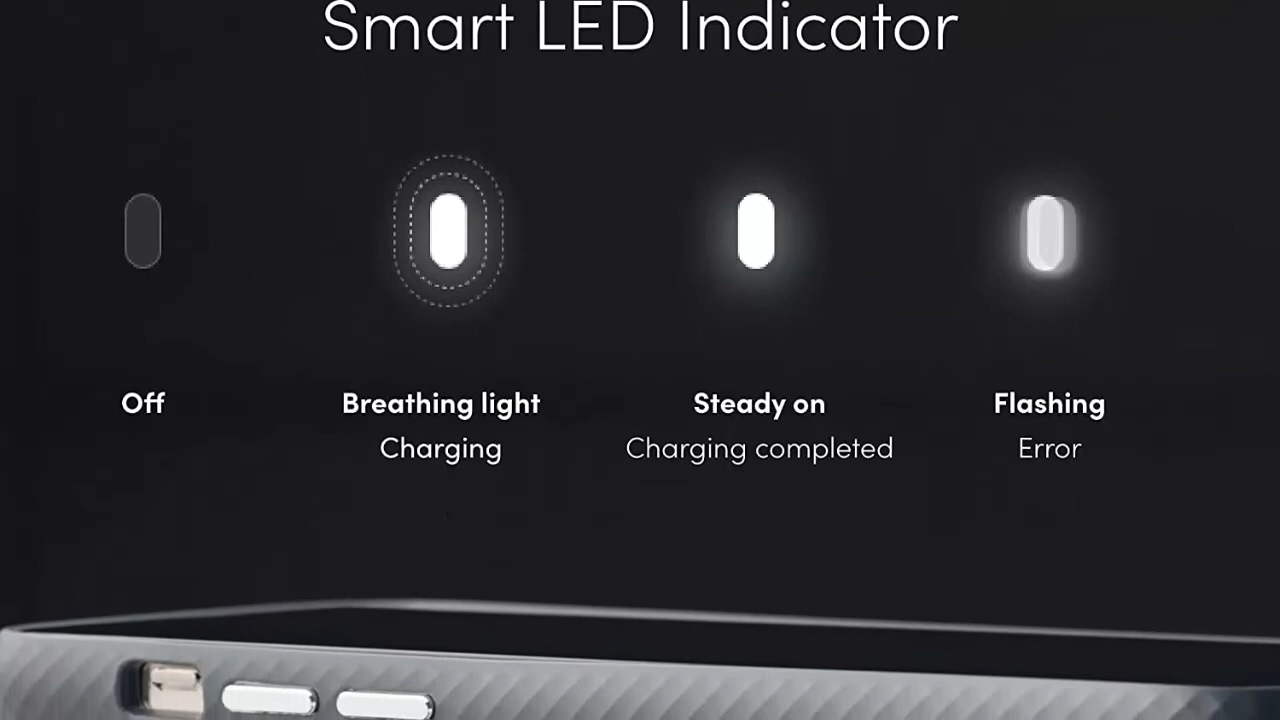 Smart LED Indicator
Off
Breathing light
Charging
Steady on
Charging completed
Flashing
Error